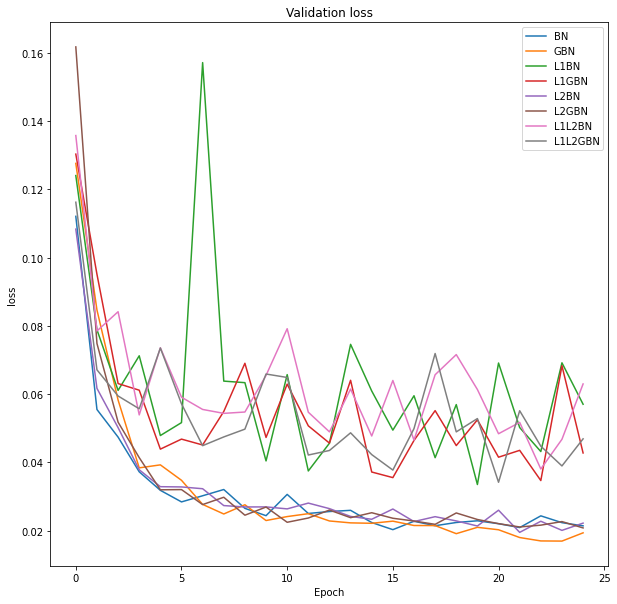 Validation loss
0.16
0.14
0.12
0.10
0.08
0.06
0.04
0.02
loss
0
5
10
15
20
25
Epoch
BN
GBN
L1BN
L1GBN
L2BN
L2GBN
L1L2BN
L1L2GBN